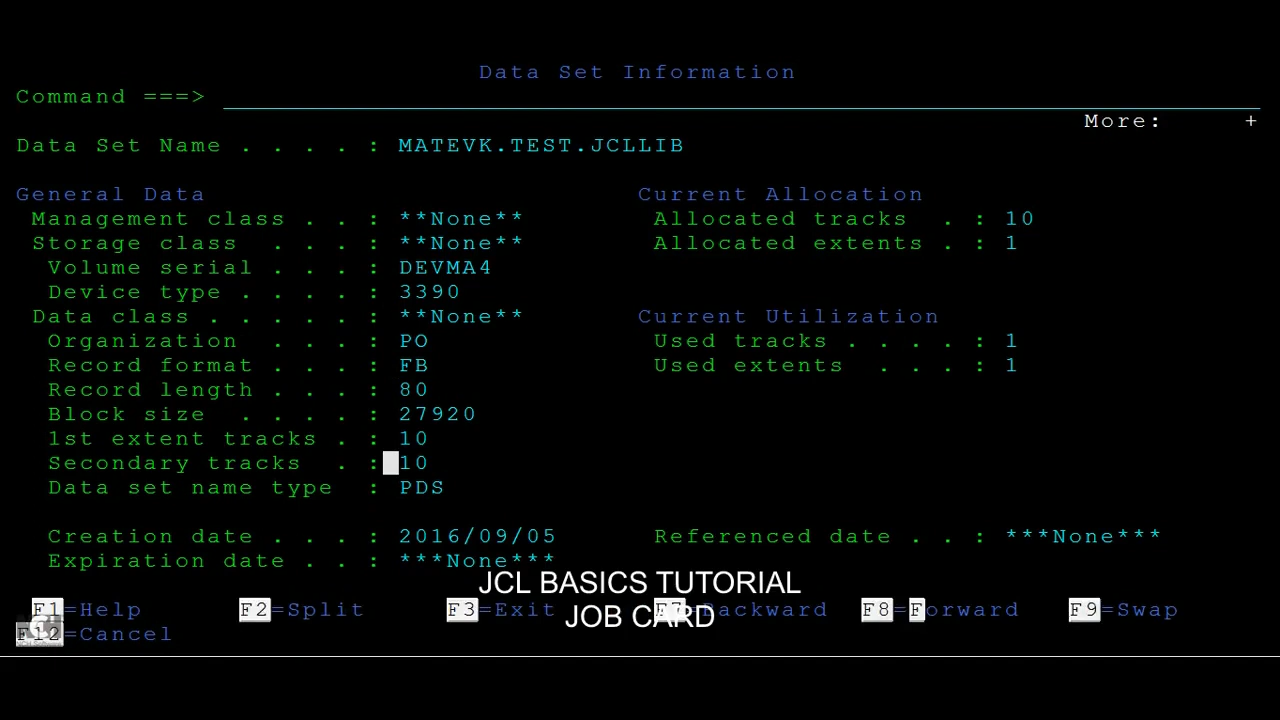 Data Set Information
Command ===>
More: +
Data Set Name . . . . : MATEVK.TEST.JCLLIB
General Data Current Allocation
Management class . . : **None** Allocated tracks . : 10
Storage class . . . : **None** Allocated extents . : 1
Volume serial . . . : DEVMA4
Device type . . . . : 3390
Data class . . . . . : **None** Current Utilization
Organization . . . : PO Used tracks . . . . : 1
Record format . . . : FB Used extents . . . : 1
Record length . . . : 80
Block size . . . . : 27920
1st extent tracks . : 10
Secondary tracks . : 10
Data set name type : PDS
Creation date . . . : 2016/09/05 Referenced date . . : ***None***
Expiration date . . : ***None***
JCL BASICS TUTORIAL
F1=Help F2=Split F3=Exit F7=Backward F8=Forward F9=Swap
JOB CARD
F12=Cancel